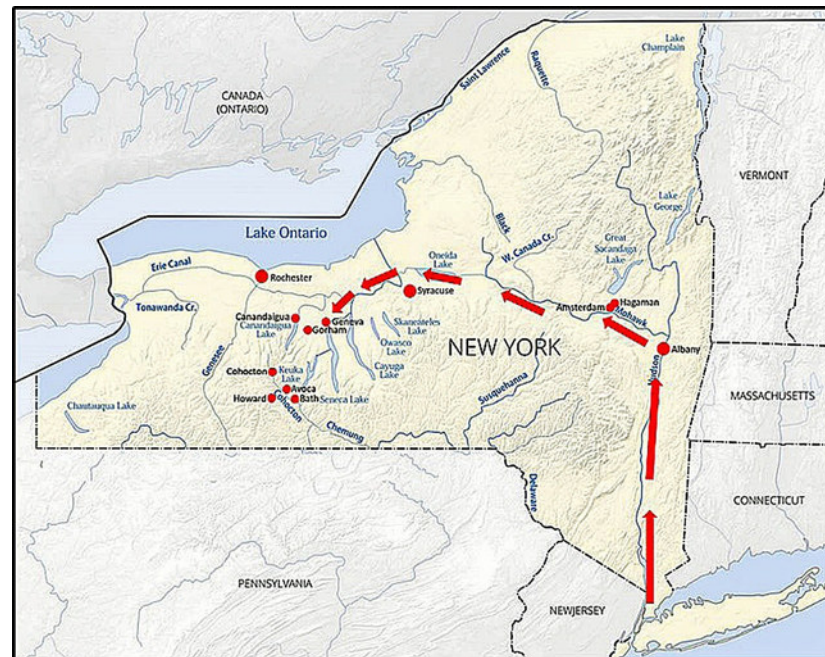 Lake
Champlain
Saint Lawrence
Raquette
CANADA
(ONTARIO)
VERMONT
Lake
George
Black
W. Canada Cr.
Great
Sacandaga
Lake
Lake Ontario
Oneida
Lake
Erie Canal
Rochester
Syracuse
Tonawanda Cr.
Amsterdam
Hagaman
Mohawk
Canandaigua
Canandaigua
Lake
Geneva
Gorham
Skaneateles
Lake
Owasco
Lake
Cayuga
Lake
NEW YORK
Albany
Hudson
Genesee
Cohocton
Keuka
Lake
Avoca
Howard
Bath
Seneca Lake
Cohocton
Chemung
Susquehanna
Chautauqua Lake
MASSACHUSETTS
Delaware
CONNECTICUT
PENNSYLVANIA
NEWJERSEY